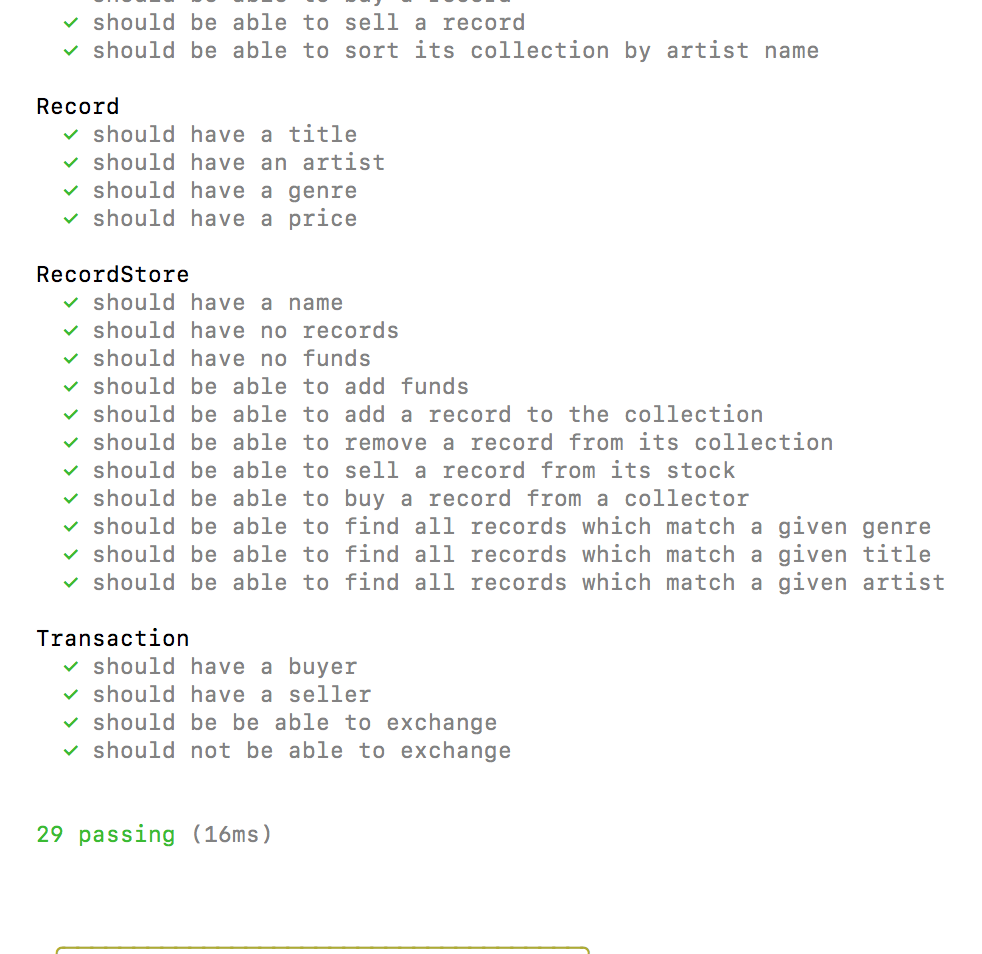 should be able to buy a record
✓ should be able to sell a record
✓ should be able to sort its collection by artist name
Record
✓ should have a title
✓ should have an artist
✓ should have a genre
✓ should have a price
RecordStore
✓ should have a name
✓ should have no records
✓ should have no funds
✓ should be able to add funds
✓ should be able to add a record to the collection
✓ should be able to remove a record from its collection
✓ should be able to sell a record from its stock
✓ should be able to buy a record from a collector
✓ should be able to find all records which match a given genre
✓ should be able to find all records which match a given title
✓ should be able to find all records which match a given artist
Transaction
✓ should have a buyer
✓ should have a seller
✓ should be be able to exchange
✓ should not be able to exchange
29 passing (16ms)